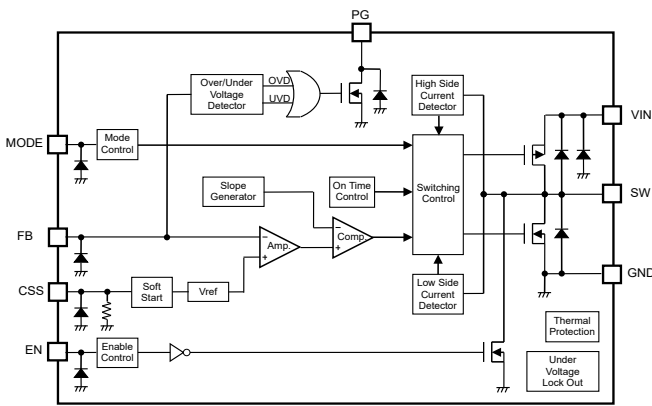 PG
Over/Under
Voltage
Detector
OVD
UVD
High Side
Current
Detector
VIN
MODE
Mode
Control
Slope
Generator
On Time
Control
Switching
Control
SW
FB
Amp.
Comp.
CSS
Soft
Start
Vref
Low Side
Current
Detector
GND
Thermal
Protection
EN
Enable
Control
Under
Voltage
Lock Out